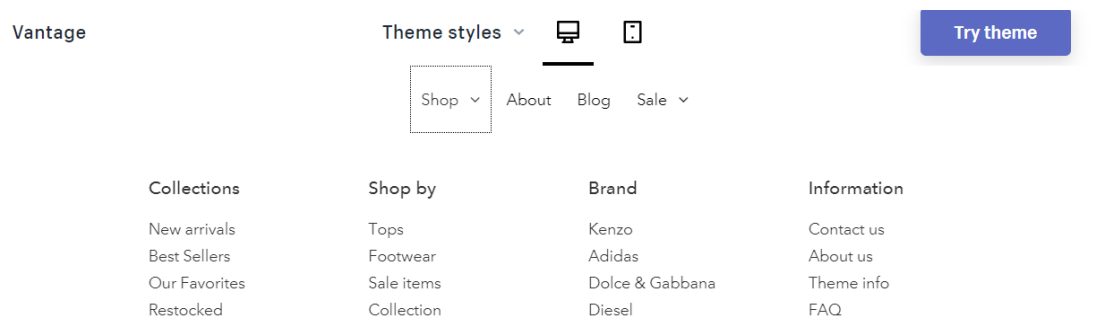 Vantage
Theme styles
Try theme
Shop
About
Blog
Sale
Collections
New arrivals
Best Sellers
Our Favorites
Restocked
Shop by
Tops
Footwear
Sale items
Collection
Brand
Kenzo
Adidas
Dolce & Gabbana
Diesel
Information
Contact us
About us
Theme info
FAQ